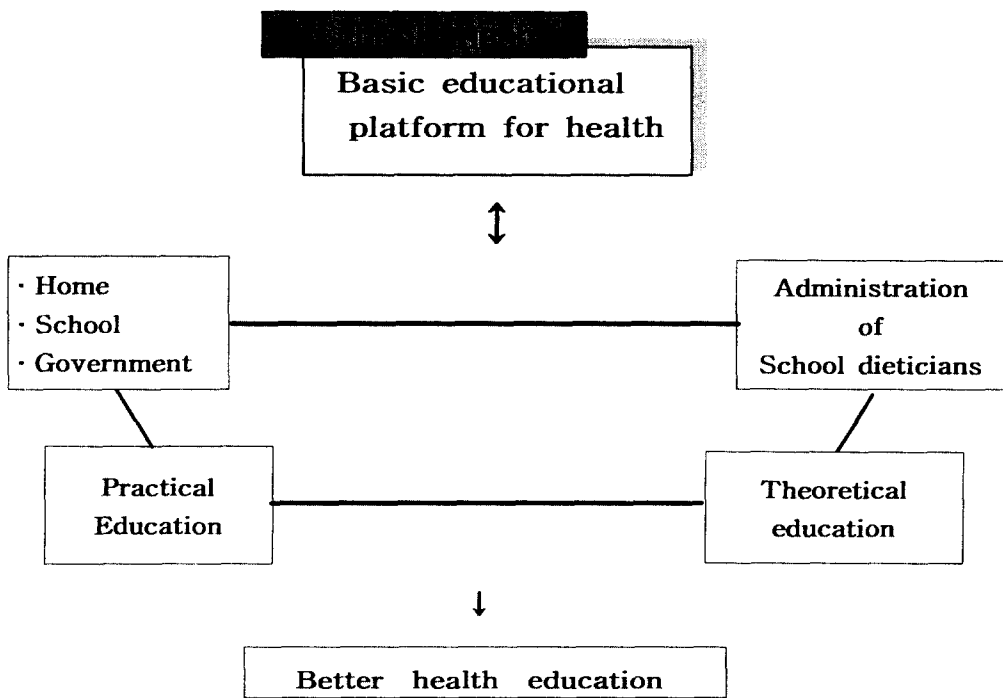 Basic educational
platform for health
· Home
· School
· Government
Administration
of
School dieticians
Practical
Education
Theoretical
education
Better health education